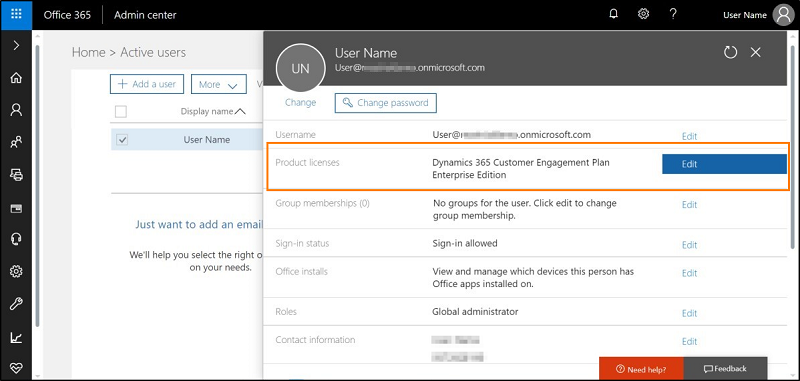 Office 365 Admin center User Name
Home > Active users
+ Add a user More V
Display name
User Name
Just want to add an email
We'll help you select the right o
on your needs.
UN
User Name
User@ .onmicrosoft.com
Change Change password
Username User@ .onmicrosoft.com Edit
Product licenses Dynamics 365 Customer Engagement Plan Edit
Enterprise Edition
Group memberships (0) No groups for the user. Click edit to change Edit
group membership.
Sign-in status Sign-in allowed Edit
Office installs View and manage which devices this person has Edit
Office apps installed on.
Roles Global administrator Edit
Contact information Edit
Need help? Feedback